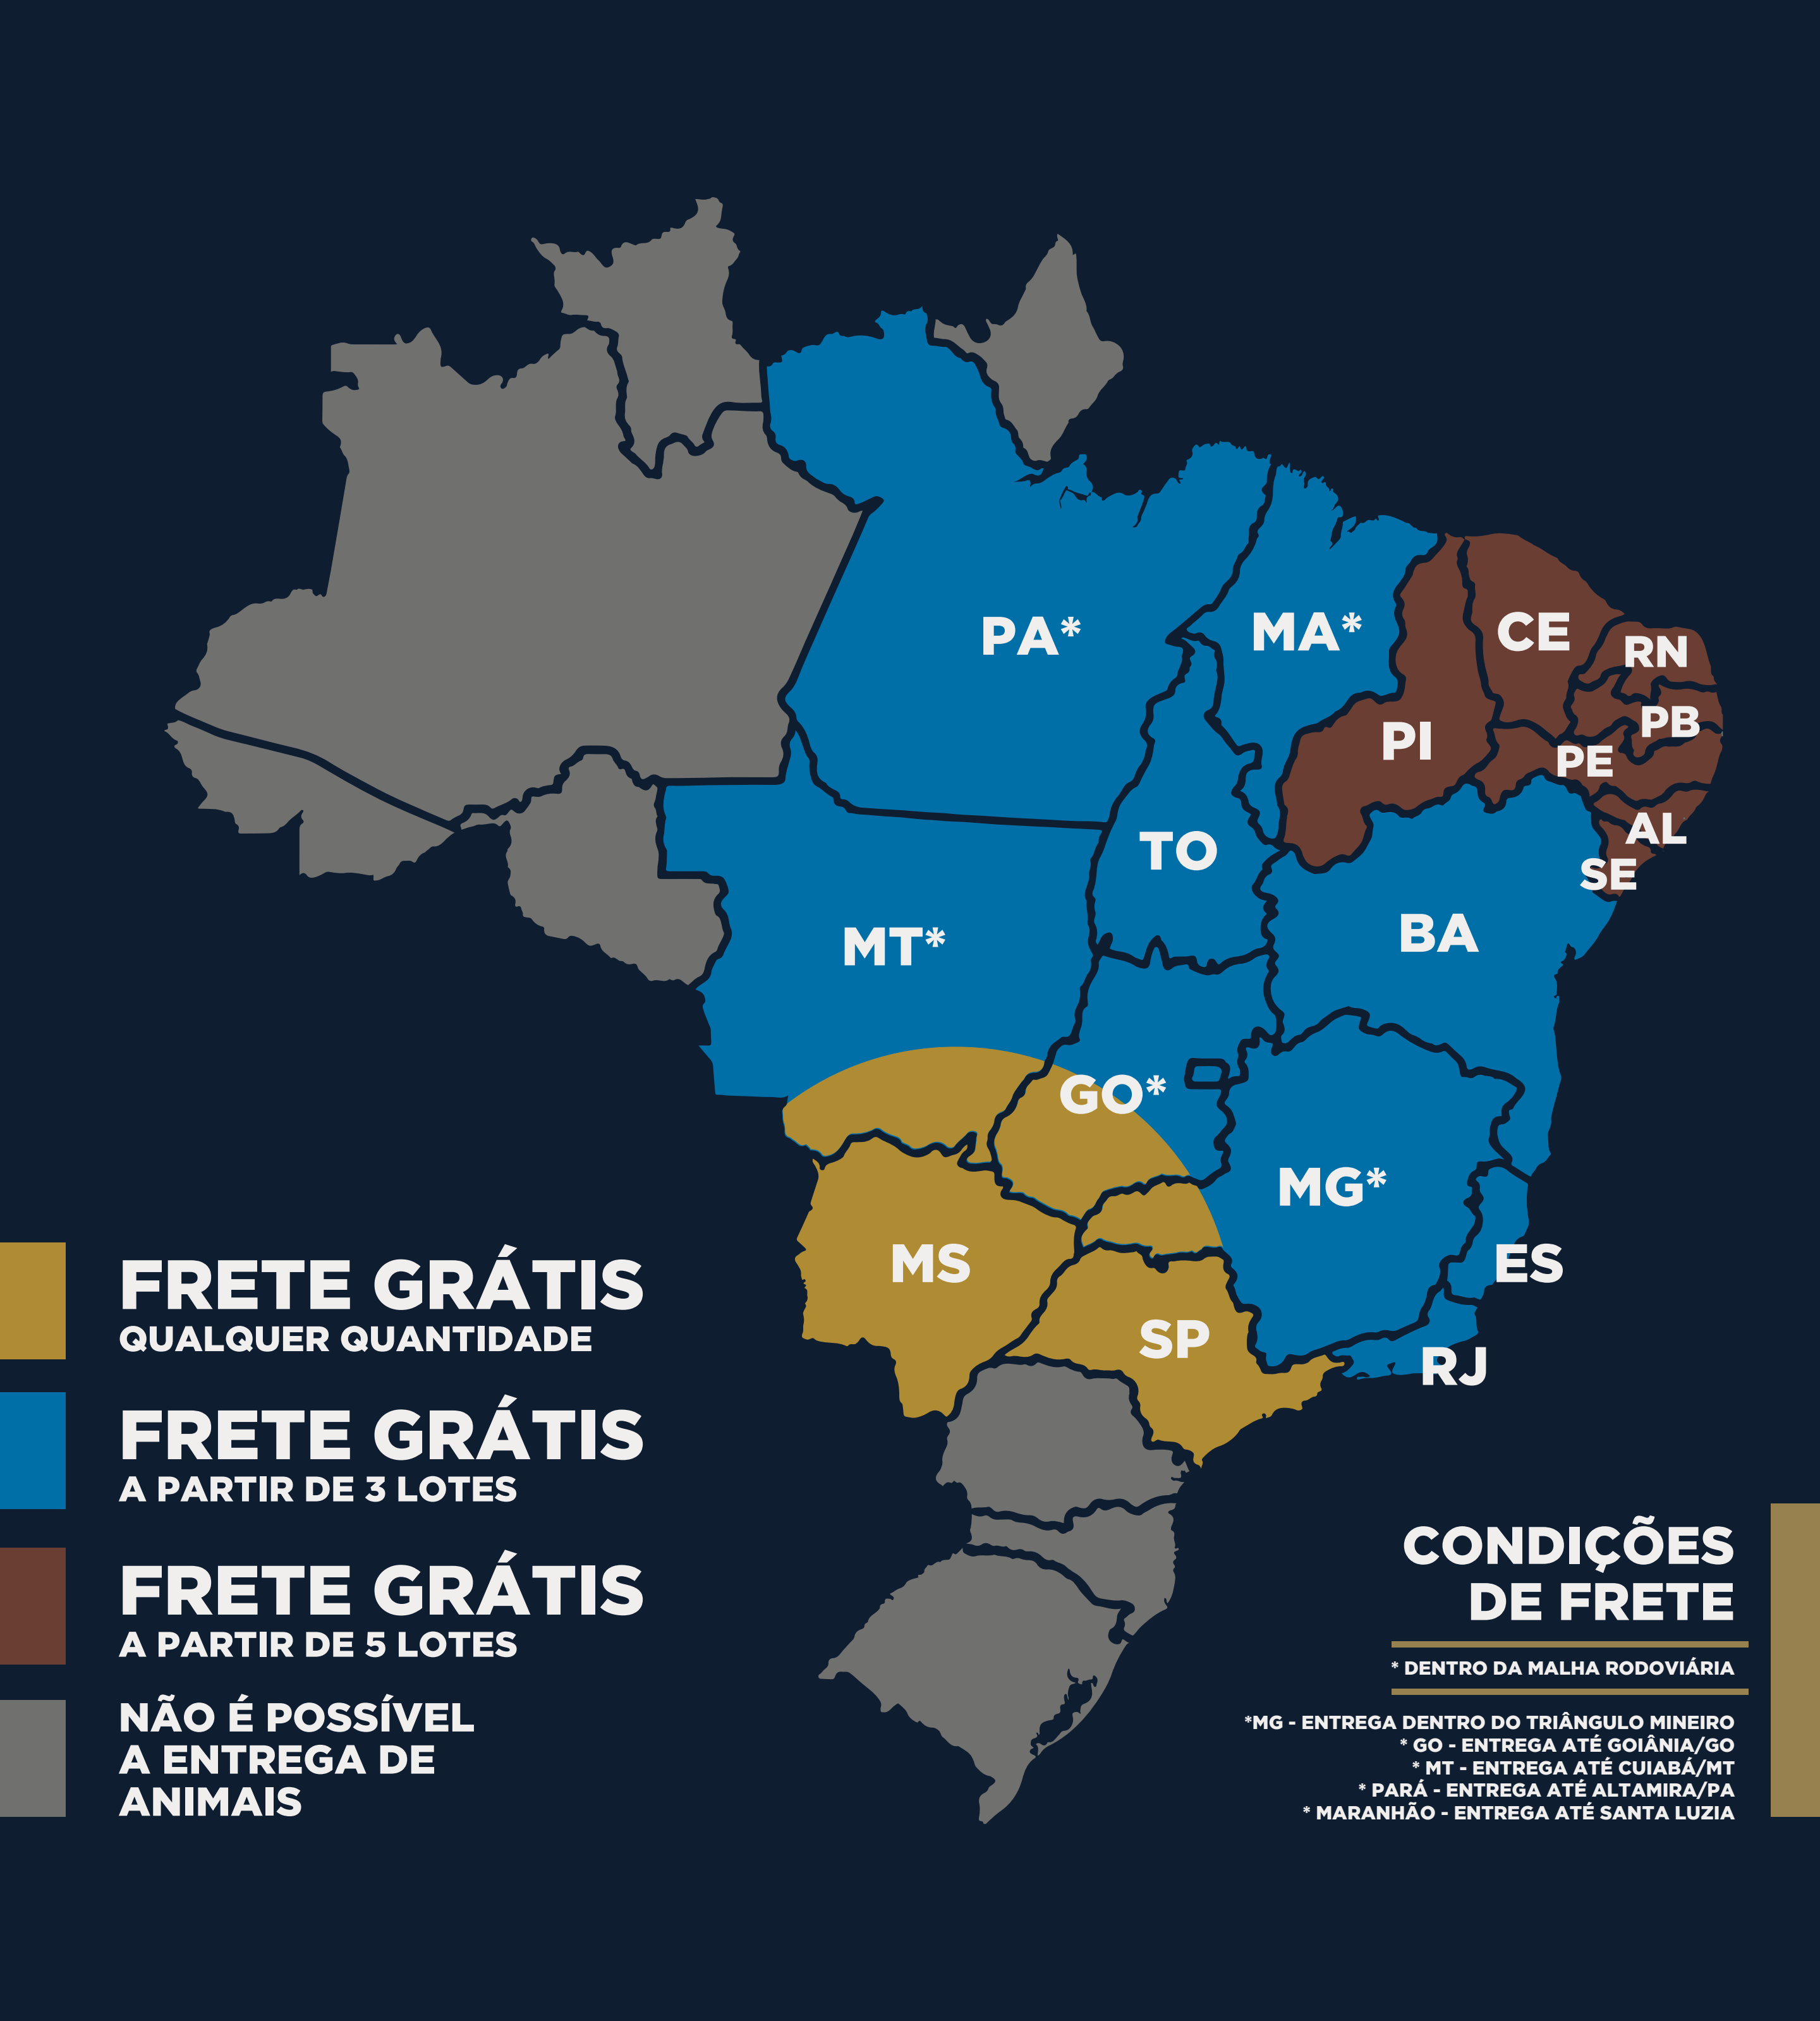 PA*
MA*
CE
RN
PB
PI
PE
AL
SE
TO
BA
MT*
GO*
MG*
MS
ES
SP
RJ
FRETE GRÁTIS
QUALQUER QUANTIDADE
FRETE GRÁTIS
A PARTIR DE 3 LOTES
FRETE GRÁTIS
A PARTIR DE 5 LOTES
NÃO É POSSÍVEL
A ENTREGA DE
ANIMAIS
CONDIÇÕES
DE FRETE
* DENTRO DA MALHA RODOVIÁRIA
*MG - ENTREGA DENTRO DO TRIÂNGULO MINEIRO
* GO - ENTREGA ATÉ GOIÂNIA/GO
* MT - ENTREGA ATÉ CUIABÁ/MT
* PARÁ - ENTREGA ATÉ ALTAMIRA/PA
* MARANHÃO - ENTREGA ATÉ SANTA LUZIA